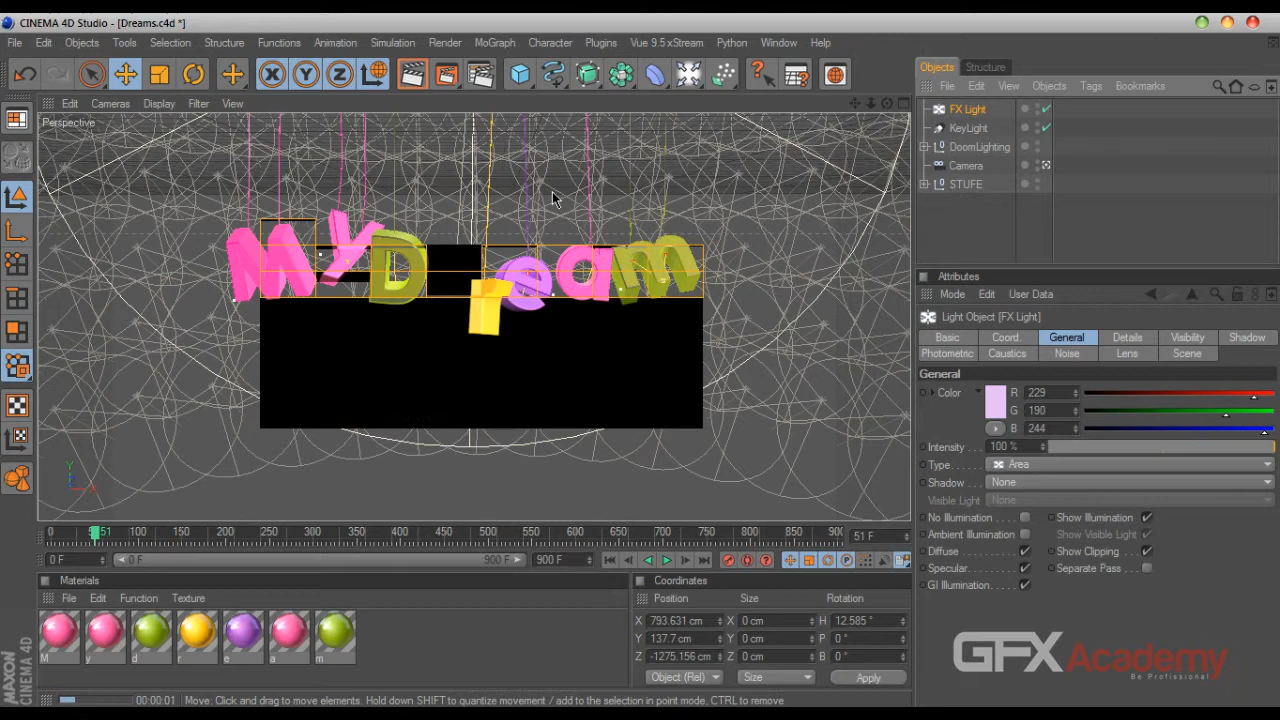 CINEMA 4D Studio - [Dreams.c4d *]
File Edit Objects Tools Selection Structure Functions Animation Simulation Render MoGraph Character Plugins Vue 9.5 xStream Python Window Help
Objects Structure
File Edit View Objects Tags Bookmarks
FX Light
KeyLight
DoomLighting
Camera
STUFE
Edit Cameras Display Filter View
Perspective
My Dream
Y
X
Attributes
Mode Edit User Data
Light Object [FX Light]
Basic Coord. General Details Visibility Shadow
Photometric Caustics Noise Lens Scene
General
Color R 229
G 190
B 244
Intensity 100 %
Type Area
Shadow None
Visible Light None
No Illumination Show Illumination
Ambient Illumination Show Visible Light
Diffuse Show Clipping
Specular Separate Pass
GI Illumination
0 51 100 150 200 250 300 350 400 450 500 550 600 650 700 750 800 850 90 51 F
0 F 0 F 900 F 900 F
Materials
File Edit Function Texture
M y d r e a m
Coordinates
Position Size Rotation
X 793.631 cm X 0 cm H 12.585 °
Y 137.7 cm Y 0 cm P 0 °
Z -1275.156 cm Z 0 cm B 0 °
Object (Rel) Size Apply
MAXON CINEMA 4D
00:00:01 Move: Click and drag to move elements. Hold down SHIFT to quantize movement / add to the selection in point mode, CTRL to remove
GFX Academy
Be Profissional